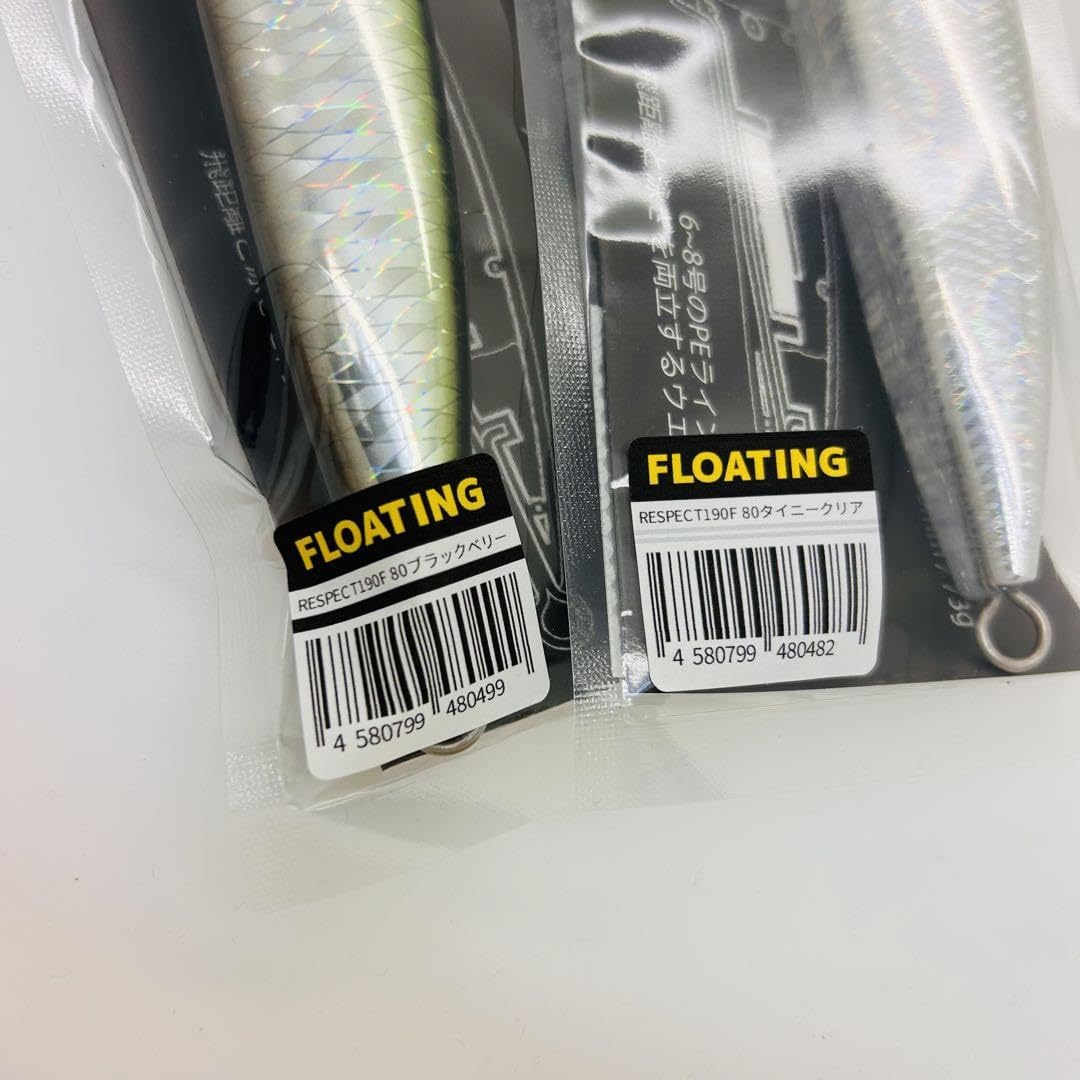 飛距離と
FLOATING
RESPECT190F 80ブラックベリー
4 580799 480499
6~8号のPEライン
を両立するウエ
FLOATING
RESPECT190F 80タイニークリア
4 580799 480482
73g